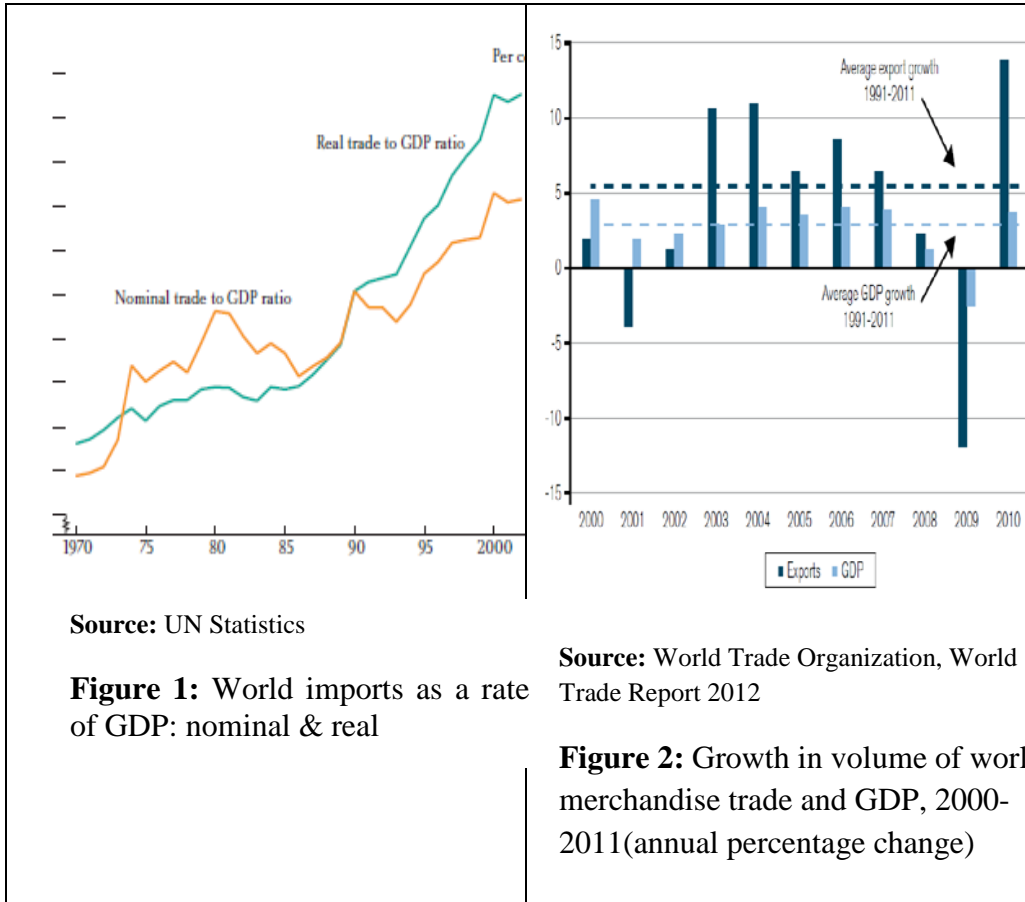 Per c
Real trade to GDP ratio
Nominal trade to GDP ratio
1970 75 80 85 90 95 2000
Source: UN Statistics
Figure 1: World imports as a rate
of GDP: nominal & real
15
10
5
0
-5
-10
-15
Average export growth
1991-2011
Average GDP growth
1991-2011
2000 2001 2002 2003 2004 2005 2006 2007 2008 2009 2010
Exports GDP
Source: World Trade Organization, World
Trade Report 2012
Figure 2: Growth in volume of worl
merchandise trade and GDP, 2000-
2011(annual percentage change)